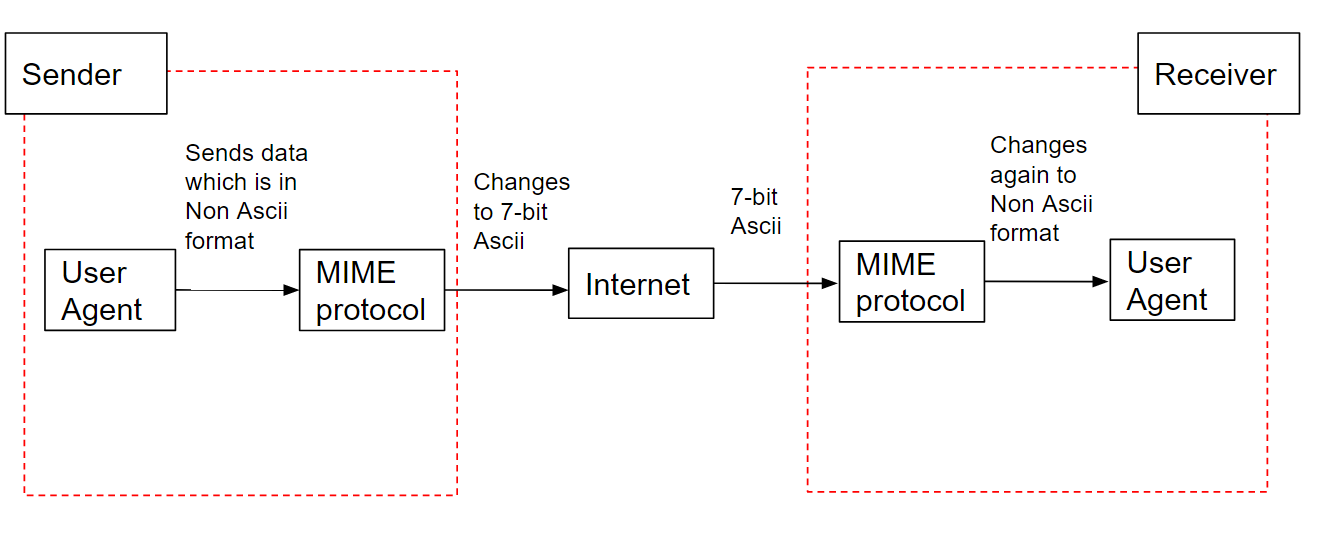 Sender
Receiver
Sends data
which is in
Non Ascii
format
Changes
to 7-bit
Ascii
7-bit
Ascii
Changes
again to
Non Ascii
format
User
Agent
MIME
protocol
Internet
MIME
protocol
User
Agent